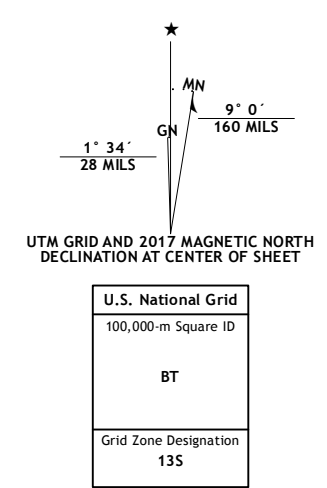 ★
MN
GN
9° 0´
160 MILS
1° 34´
28 MILS
UTM GRID AND 2017 MAGNETIC NORTH
DECLINATION AT CENTER OF SHEET
U.S. National Grid
100,000-m Square ID
BT
Grid Zone Designation
13S